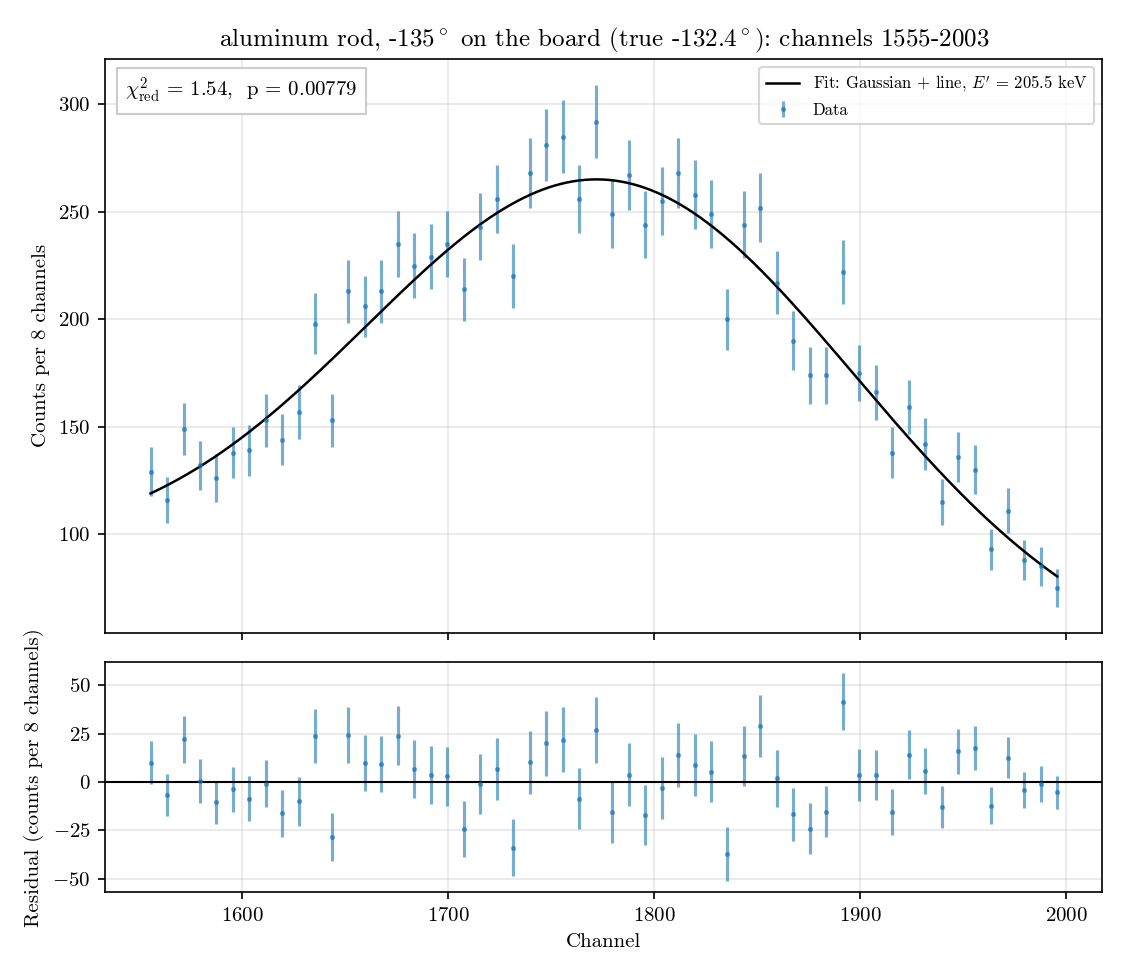 aluminum rod, -135° on the board (true -132.4°): channels 1555-2003
χ²red = 1.54, p = 0.00779
Fit: Gaussian + line, E′ = 205.5 keV
Data
Counts per 8 channels
300
250
200
150
100
Residual (counts per 8 channels)
50
25
0
−25
−50
1600 1700 1800 1900 2000
Channel